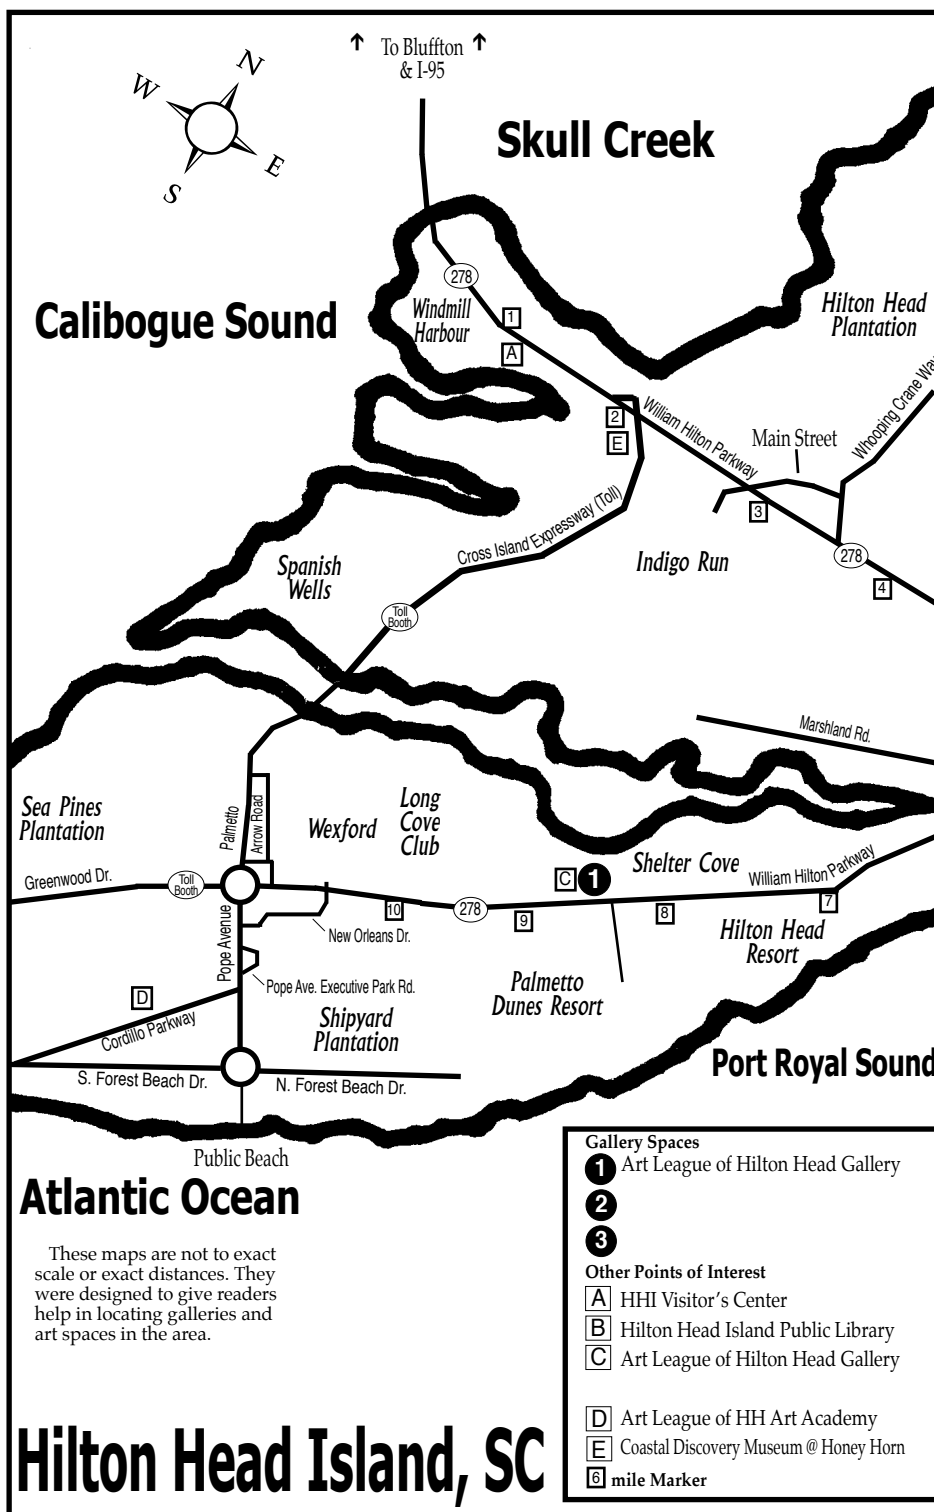 To Bluffton
& I-95
N
W
E
S
Skull Creek
278
Calibogue Sound
Windmill
Harbour
1
A
Hilton Head
Plantation
2
E
William Hilton Parkway
Main Street
Whooping Crane Way
3
Cross Island Expressway (Toll)
Spanish
Wells
Indigo Run
278
4
Toll
Booth
Marshland Rd.
Sea Pines
Plantation
Palmetto
Arrow Road
Wexford
Long
Cove
Club
Shelter Cove
Greenwood Dr.
Toll
Booth
C
1
William Hilton Parkway
10
278
9
8
7
Pope Avenue
New Orleans Dr.
Hilton Head
Resort
Pope Ave. Executive Park Rd.
Palmetto
Dunes Resort
D
Cordillo Parkway
Shipyard
Plantation
Port Royal Sound
S. Forest Beach Dr.
N. Forest Beach Dr.
Public Beach
Atlantic Ocean
These maps are not to exact
scale or exact distances. They
were designed to give readers
help in locating galleries and
art spaces in the area.
Gallery Spaces
1 Art League of Hilton Head Gallery
2
3
Other Points of Interest
A HHI Visitor's Center
B Hilton Head Island Public Library
C Art League of Hilton Head Gallery
D Art League of HH Art Academy
E Coastal Discovery Museum @ Honey Horn
6 mile Marker
Hilton Head Island, SC